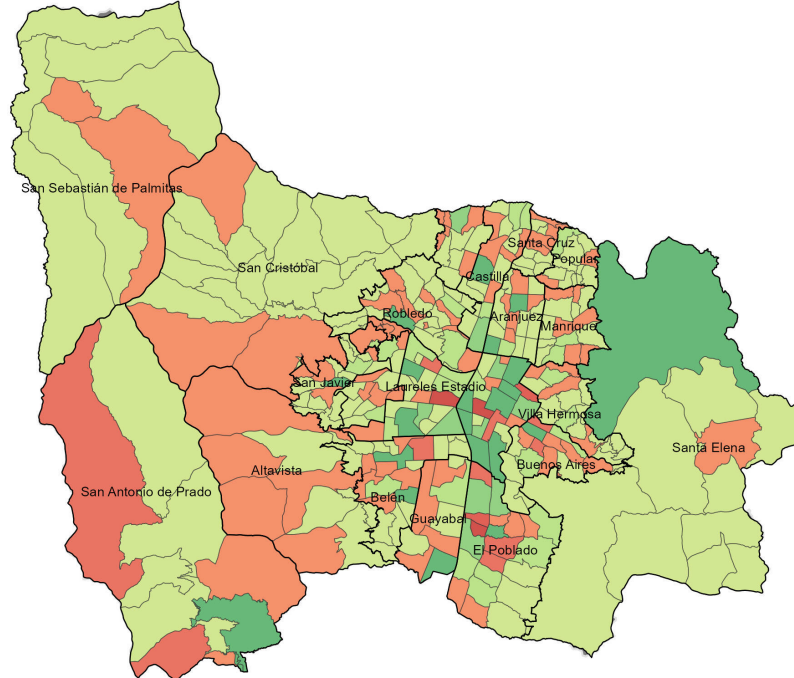 San Sebastián de Palmitas
San Cristóbal
Santa Cruz
Popular
Castilla
Robledo
Aranjuez
Manrique
San Javier
Laureles Estadio
Villa Hermosa
Santa Elena
Buenos Aires
Altavista
San Antonio de Prado
Belén
Guayabal
El Poblado